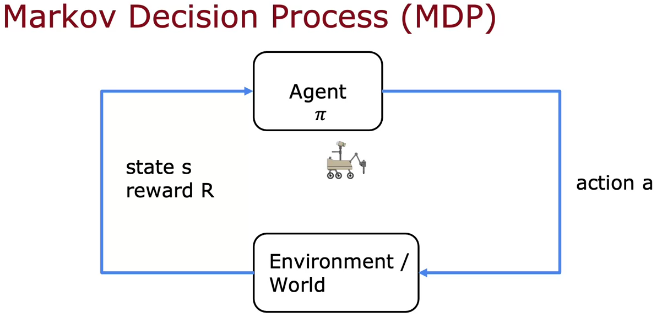 Markov Decision Process (MDP)
Agent
π
state s
reward R
action a
Environment /
World